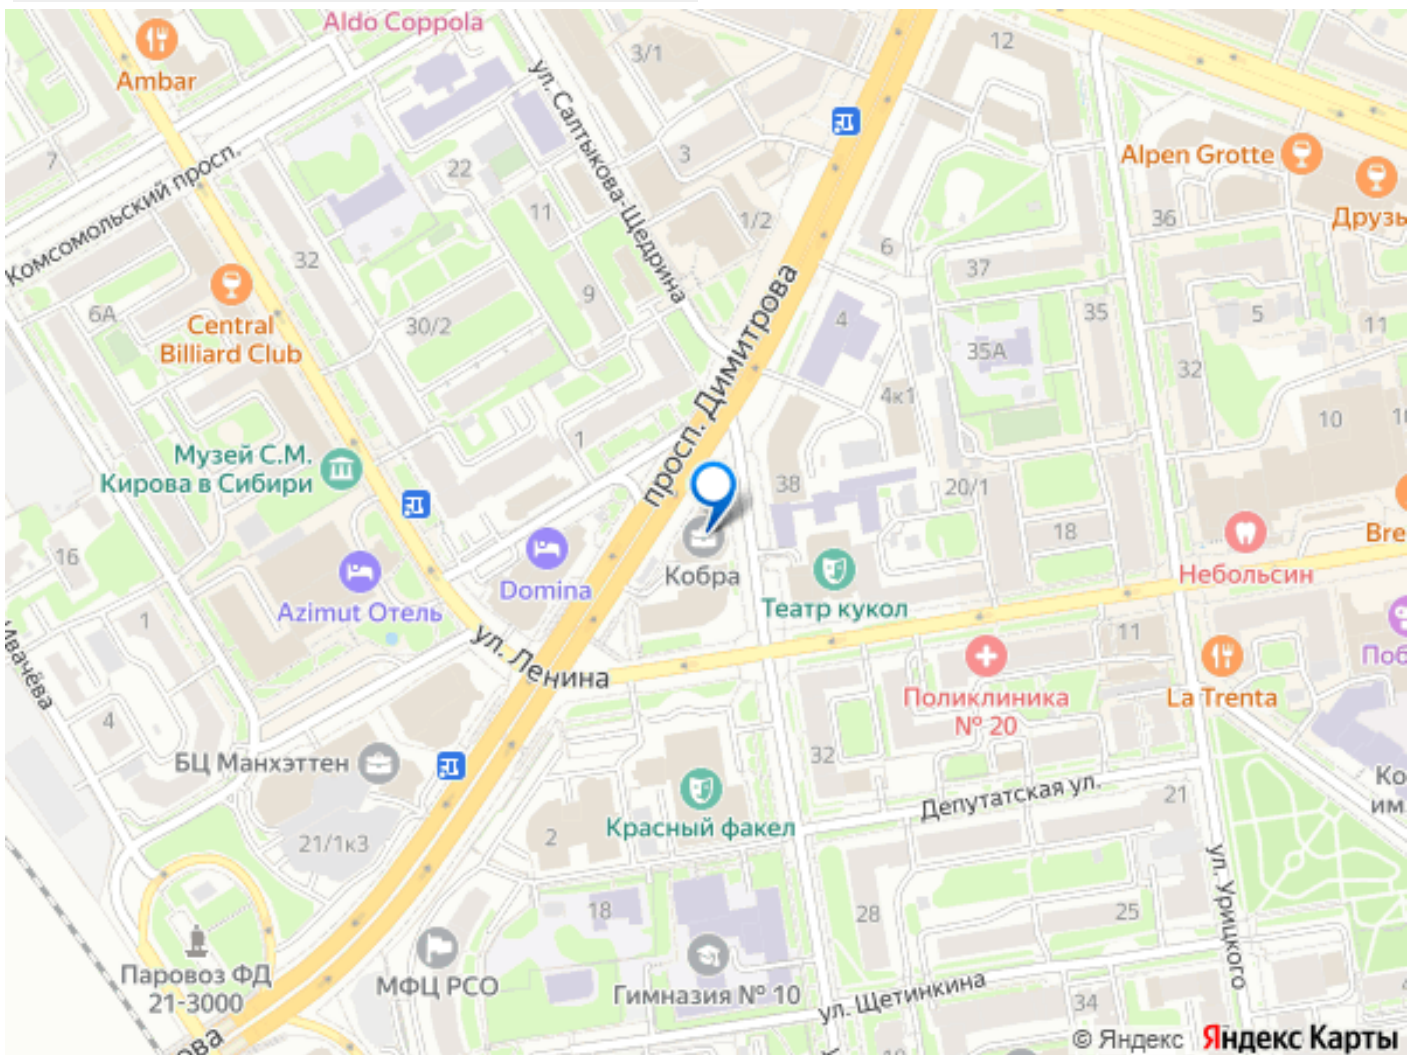 Aldo Coppola
Ambar
3/1
12
ул. Салтыкова-Щедрина
7
Комсомольский просп.
22
3
Alpen Grotte
Друзь
11
1/2
36
6
32
37
9
6А
Central
Billiard Club
30/2
просп. Димитрова
4
35
5
11
35А
32
4к1
10
Музей С.М.
Кирова в Сибири
1
38
20/1
18
Bre
16
Domina
Кобра
Небольсин
Azimut Отель
Театр кукол
1
ул. Ленина
11
Ивачёва
Поликлиника
№ 20
La Trenta
Поб
4
БЦ Манхэттен
32
Депутатская ул.
21
Ко
им.
Красный факел
2
21/1к3
ул. Урицкого
18
28
25
Паровоз ФД
21-3000
МФЦ РСО
Гимназия № 10
ул. Щетинкина
34
ова
© Яндекс
Яндекс Карты